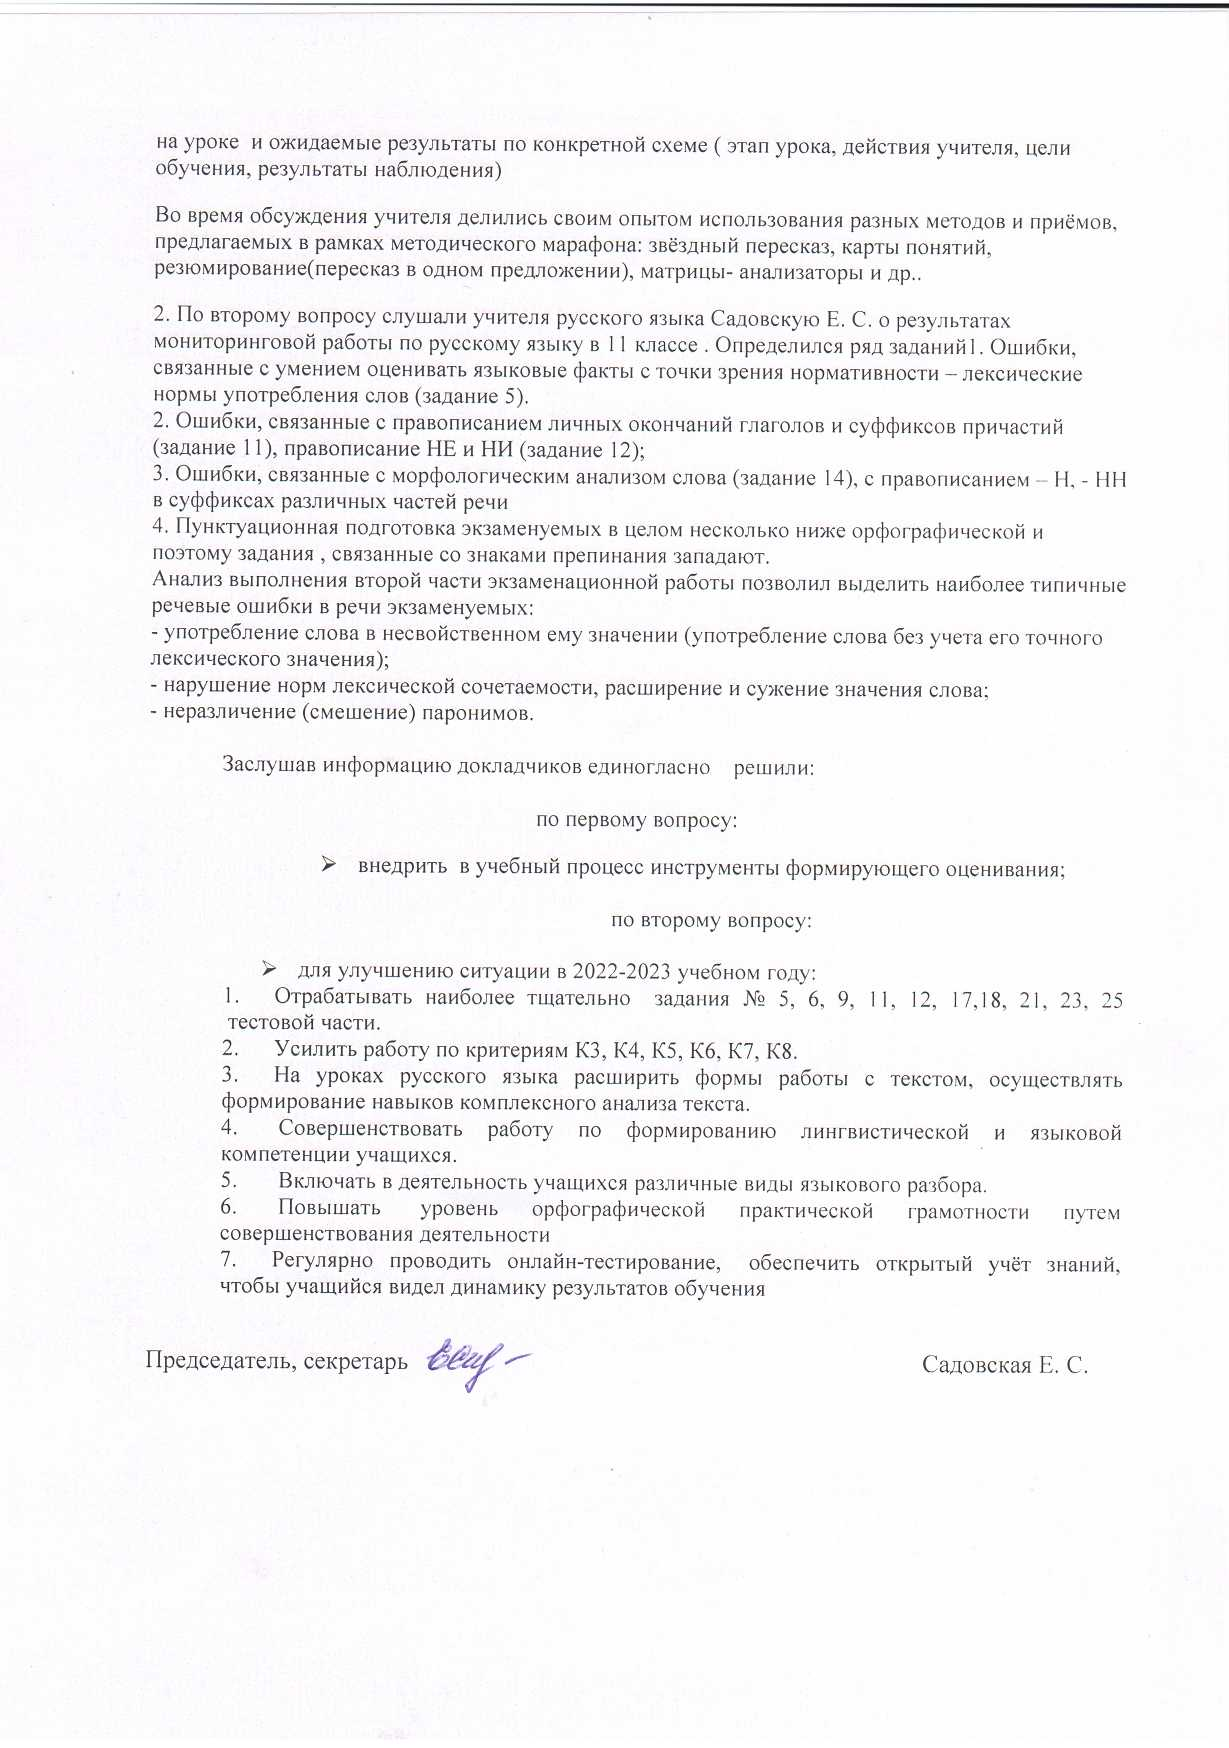 на уроке  и ожидаемые результаты по конкретной схеме ( этап урока, действия учителя, цели
обучения, результаты наблюдения)
Во время обсуждения учителя делились своим опытом использования разных методов и приёмов,
предлагаемых в рамках методического марафона: звёздный пересказ, карты понятий,
резюмирование(пересказ в одном предложении), матрицы- анализаторы и др..
2. По второму вопросу слушали учителя русского языка Садовскую Е. С. о результатах
мониторинговой работы по русскому языку в 11 классе . Определился ряд заданий1. Ошибки,
связанные с умением оценивать языковые факты с точки зрения нормативности – лексические
нормы употребления слов (задание 5).
2. Ошибки, связанные с правописанием личных окончаний глаголов и суффиксов причастий
(задание 11), правописание НЕ и НИ (задание 12);
3. Ошибки, связанные с морфологическим анализом слова (задание 14), с правописанием – Н, - НН
в суффиксах различных частей речи
4. Пунктуационная подготовка экзаменуемых в целом несколько ниже орфографической и
поэтому задания , связанные со знаками препинания западают.
Анализ выполнения второй части экзаменационной работы позволил выделить наиболее типичные
речевые ошибки в речи экзаменуемых:
- употребление слова в несвойственном ему значении (употребление слова без учета его точного
лексического значения);
- нарушение норм лексической сочетаемости, расширение и сужение значения слова;
- неразличение (смешение) паронимов.
Заслушав информацию докладчиков единогласно    решили:
по первому вопросу:
➢ внедрить  в учебный процесс инструменты формирующего оценивания;
по второму вопросу:
➢ для улучшению ситуации в 2022-2023 учебном году:
1. Отрабатывать наиболее тщательно  задания № 5, 6, 9, 11, 12, 17,18, 21, 23, 25
тестовой части.
2. Усилить работу по критериям К3, К4, К5, К6, К7, К8.
3. На уроках русского языка расширить формы работы с текстом, осуществлять
формирование навыков комплексного анализа текста.
4. Совершенствовать работу по формированию лингвистической и языковой
компетенции учащихся.
5. Включать в деятельность учащихся различные виды языкового разбора.
6. Повышать уровень орфографической практической грамотности путем
совершенствования деятельности
7. Регулярно проводить онлайн-тестирование,  обеспечить открытый учёт знаний,
чтобы учащийся видел динамику результатов обучения
Председатель, секретарь Садовская Е. С.